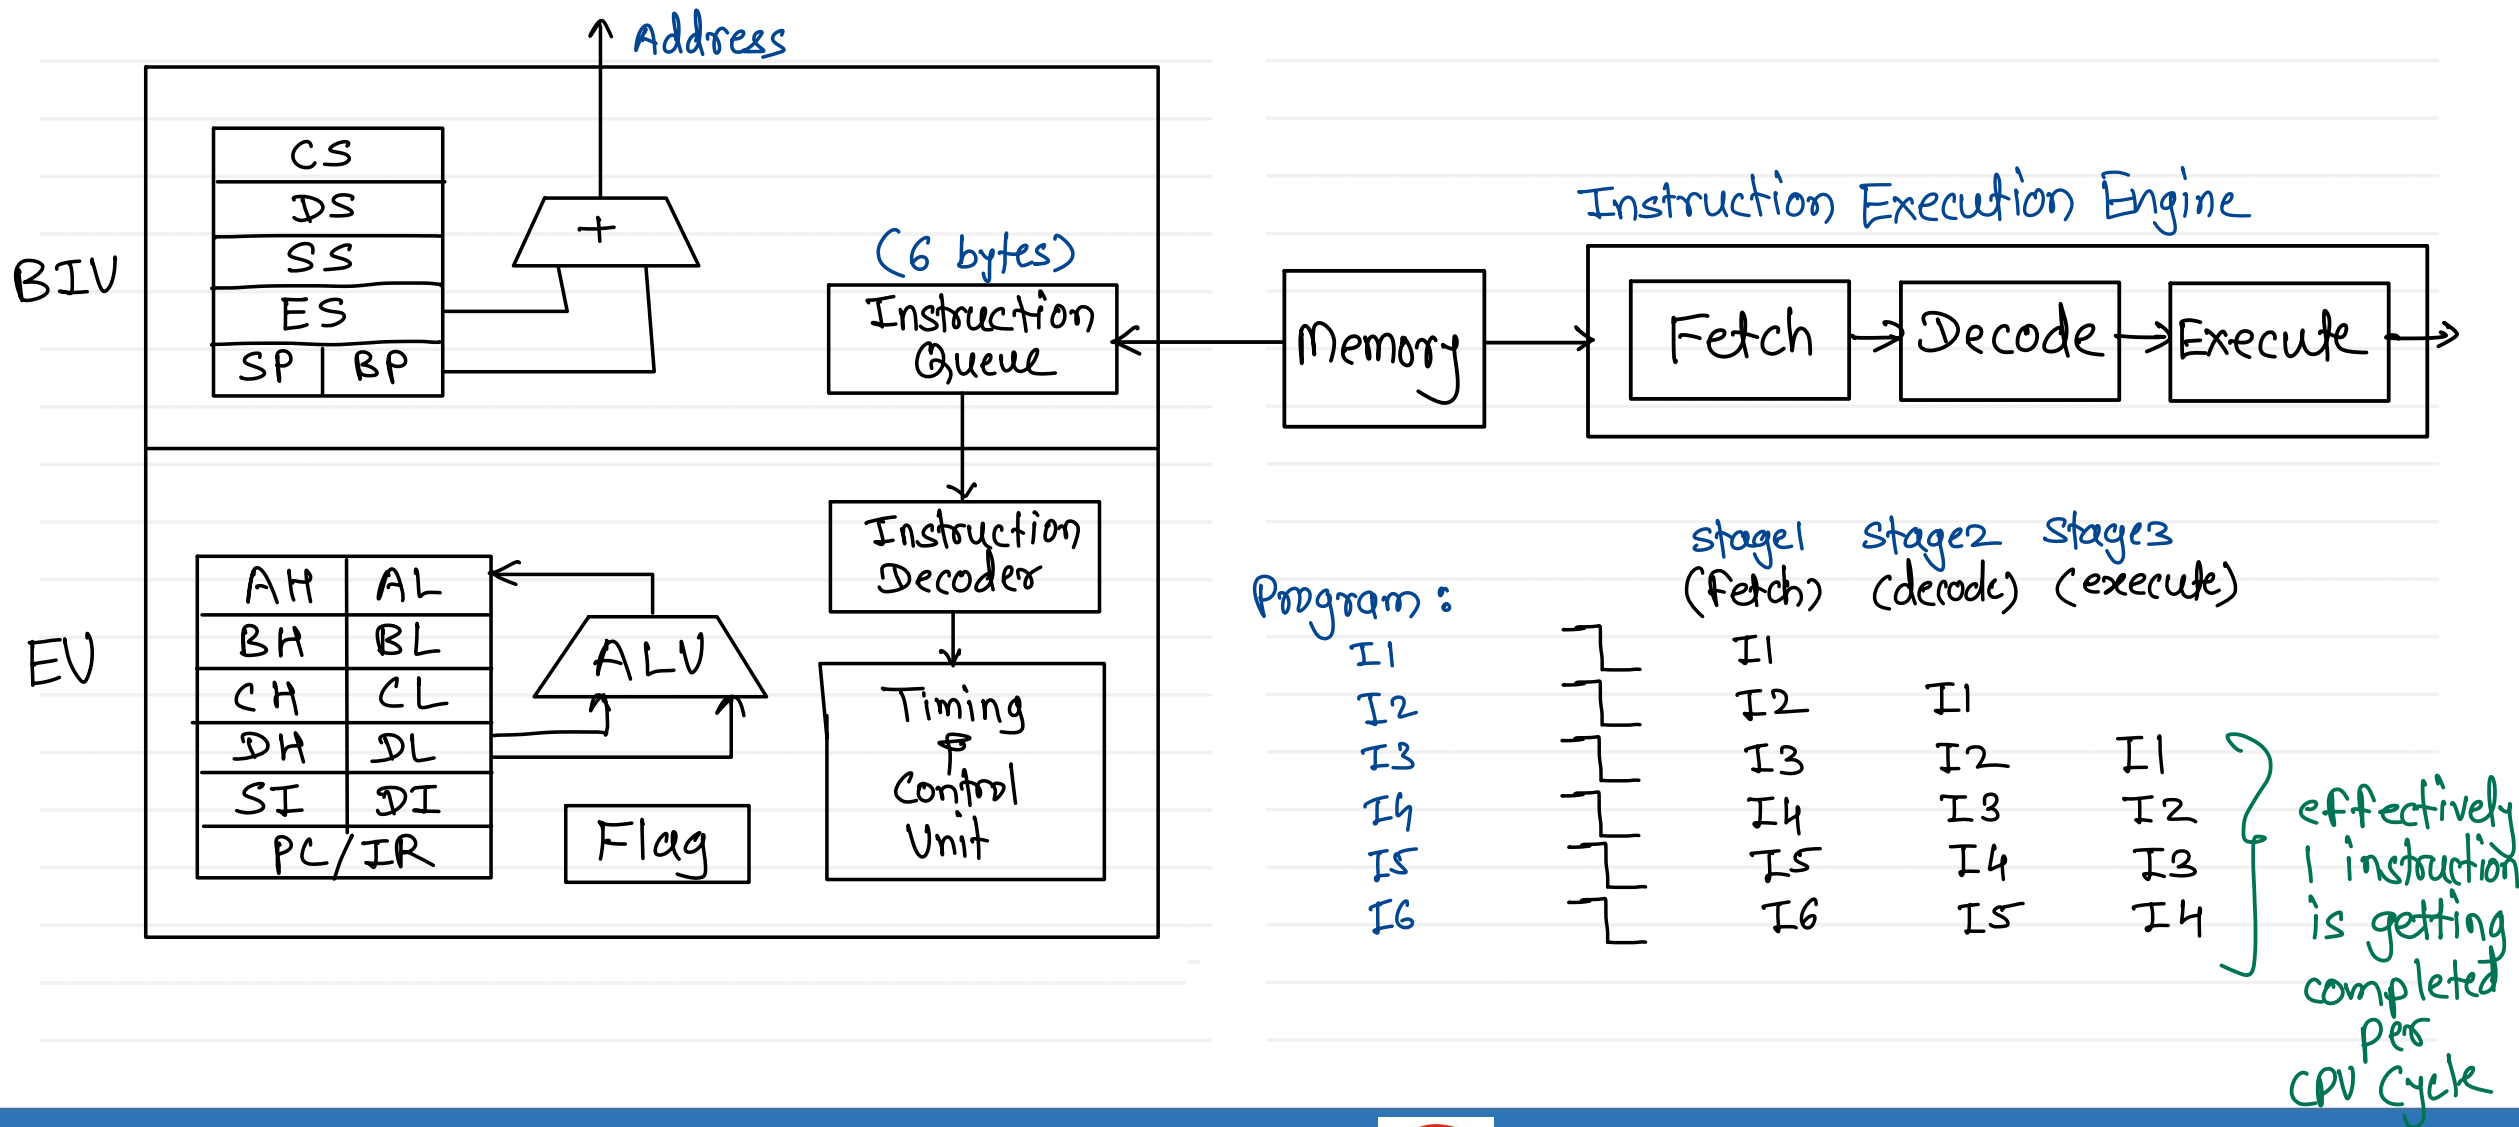 Address
BIU
CS
DS
SS
ES
SP BP
+
(6 bytes)
Instruction
Queue
EU
AH AL
BH BL
CH CL
DH DL
SI DI
PC/IR
ALU
Flag
Instruction
Decoder
Timing
&
Control
Unit
Memory
Instruction Execution Engine
Fetch
Decode
Execute
Program: stage1 stage2 stage3
(fetch) (decode) (execute)
I1 I1
I2 I2 I1
I3 I3 I2 I1
I4 I4 I3 I2
I5 I5 I4 I3
I6 I6 I5 I4
effectively
1 instruction
is getting
completed
per
CPU Cycle